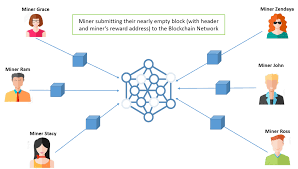 Miner Grace
Miner submitting their nearly empty block (with header
and miner's reward address) to the Blockchain Network
Miner Zendaya
Miner Ram
Miner John
Miner Stacy
Miner Ross